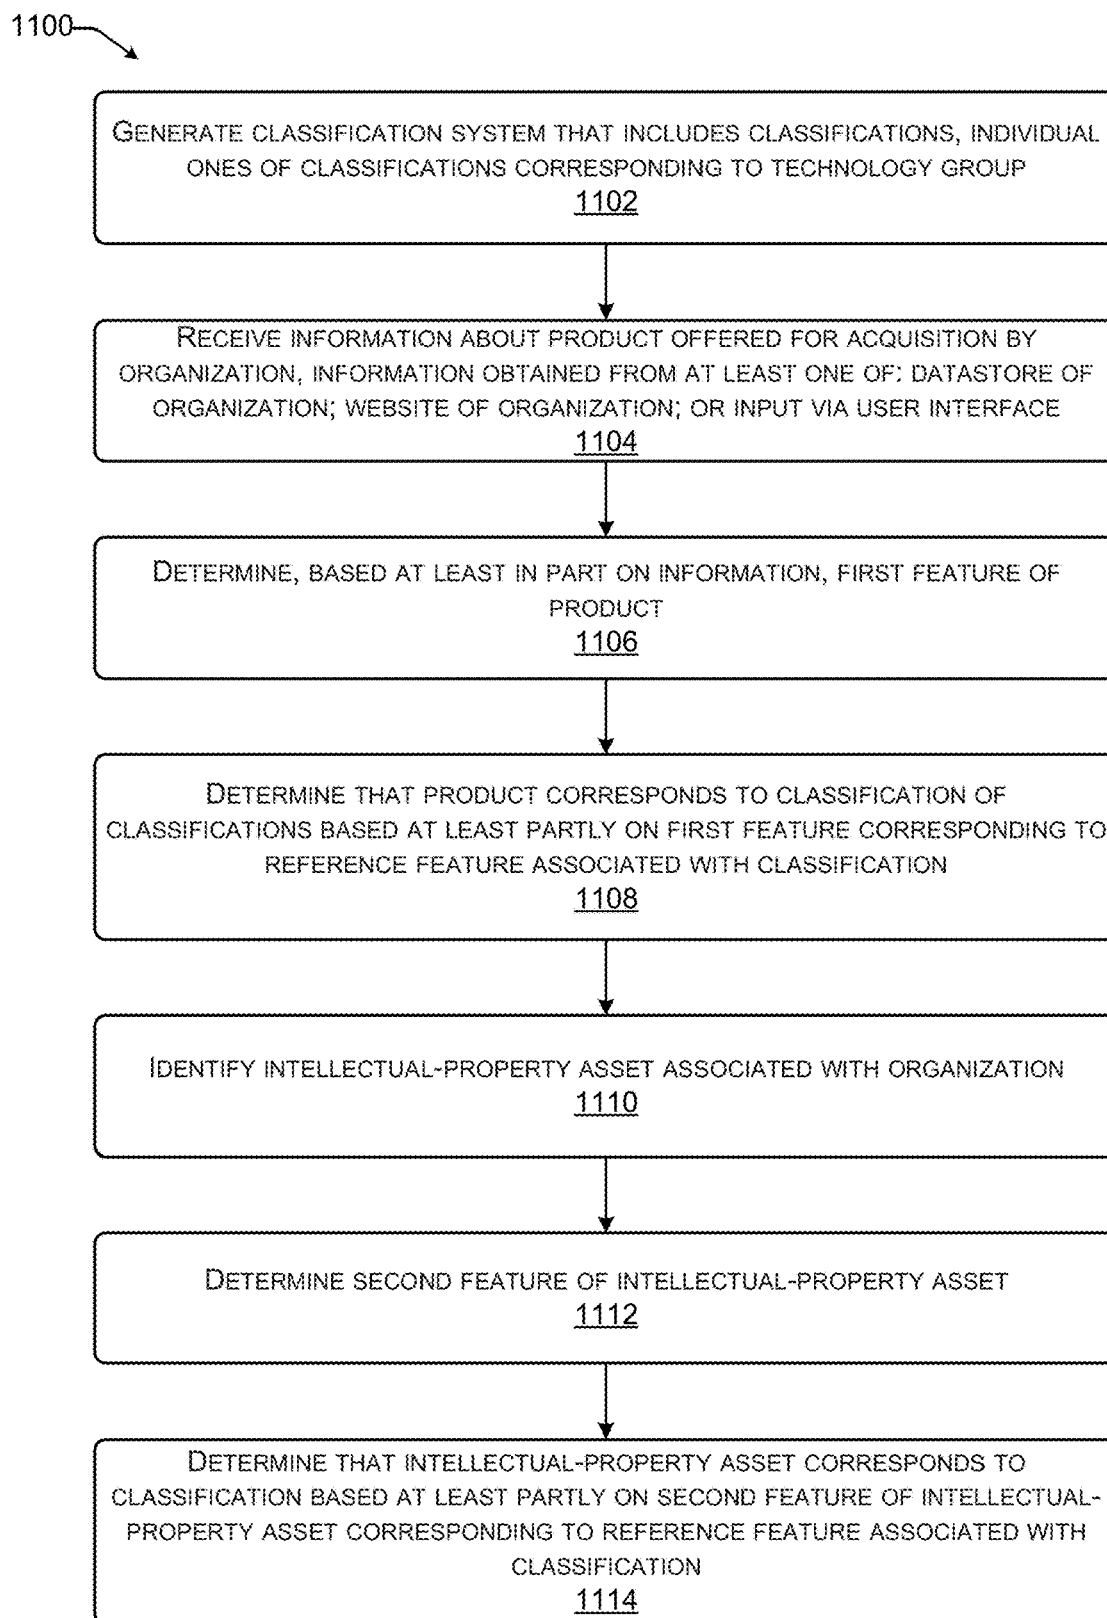 1100
GENERATE CLASSIFICATION SYSTEM THAT INCLUDES CLASSIFICATIONS, INDIVIDUAL
ONES OF CLASSIFICATIONS CORRESPONDING TO TECHNOLOGY GROUP
1102
RECEIVE INFORMATION ABOUT PRODUCT OFFERED FOR ACQUISITION BY
ORGANIZATION, INFORMATION OBTAINED FROM AT LEAST ONE OF: DATASTORE OF
ORGANIZATION; WEBSITE OF ORGANIZATION; OR INPUT VIA USER INTERFACE
1104
DETERMINE, BASED AT LEAST IN PART ON INFORMATION, FIRST FEATURE OF
PRODUCT
1106
DETERMINE THAT PRODUCT CORRESPONDS TO CLASSIFICATION OF
CLASSIFICATIONS BASED AT LEAST PARTLY ON FIRST FEATURE CORRESPONDING TO
REFERENCE FEATURE ASSOCIATED WITH CLASSIFICATION
1108
IDENTIFY INTELLECTUAL-PROPERTY ASSET ASSOCIATED WITH ORGANIZATION
1110
DETERMINE SECOND FEATURE OF INTELLECTUAL-PROPERTY ASSET
1112
DETERMINE THAT INTELLECTUAL-PROPERTY ASSET CORRESPONDS TO
CLASSIFICATION BASED AT LEAST PARTLY ON SECOND FEATURE OF INTELLECTUAL-
PROPERTY ASSET CORRESPONDING TO REFERENCE FEATURE ASSOCIATED WITH
CLASSIFICATION
1114